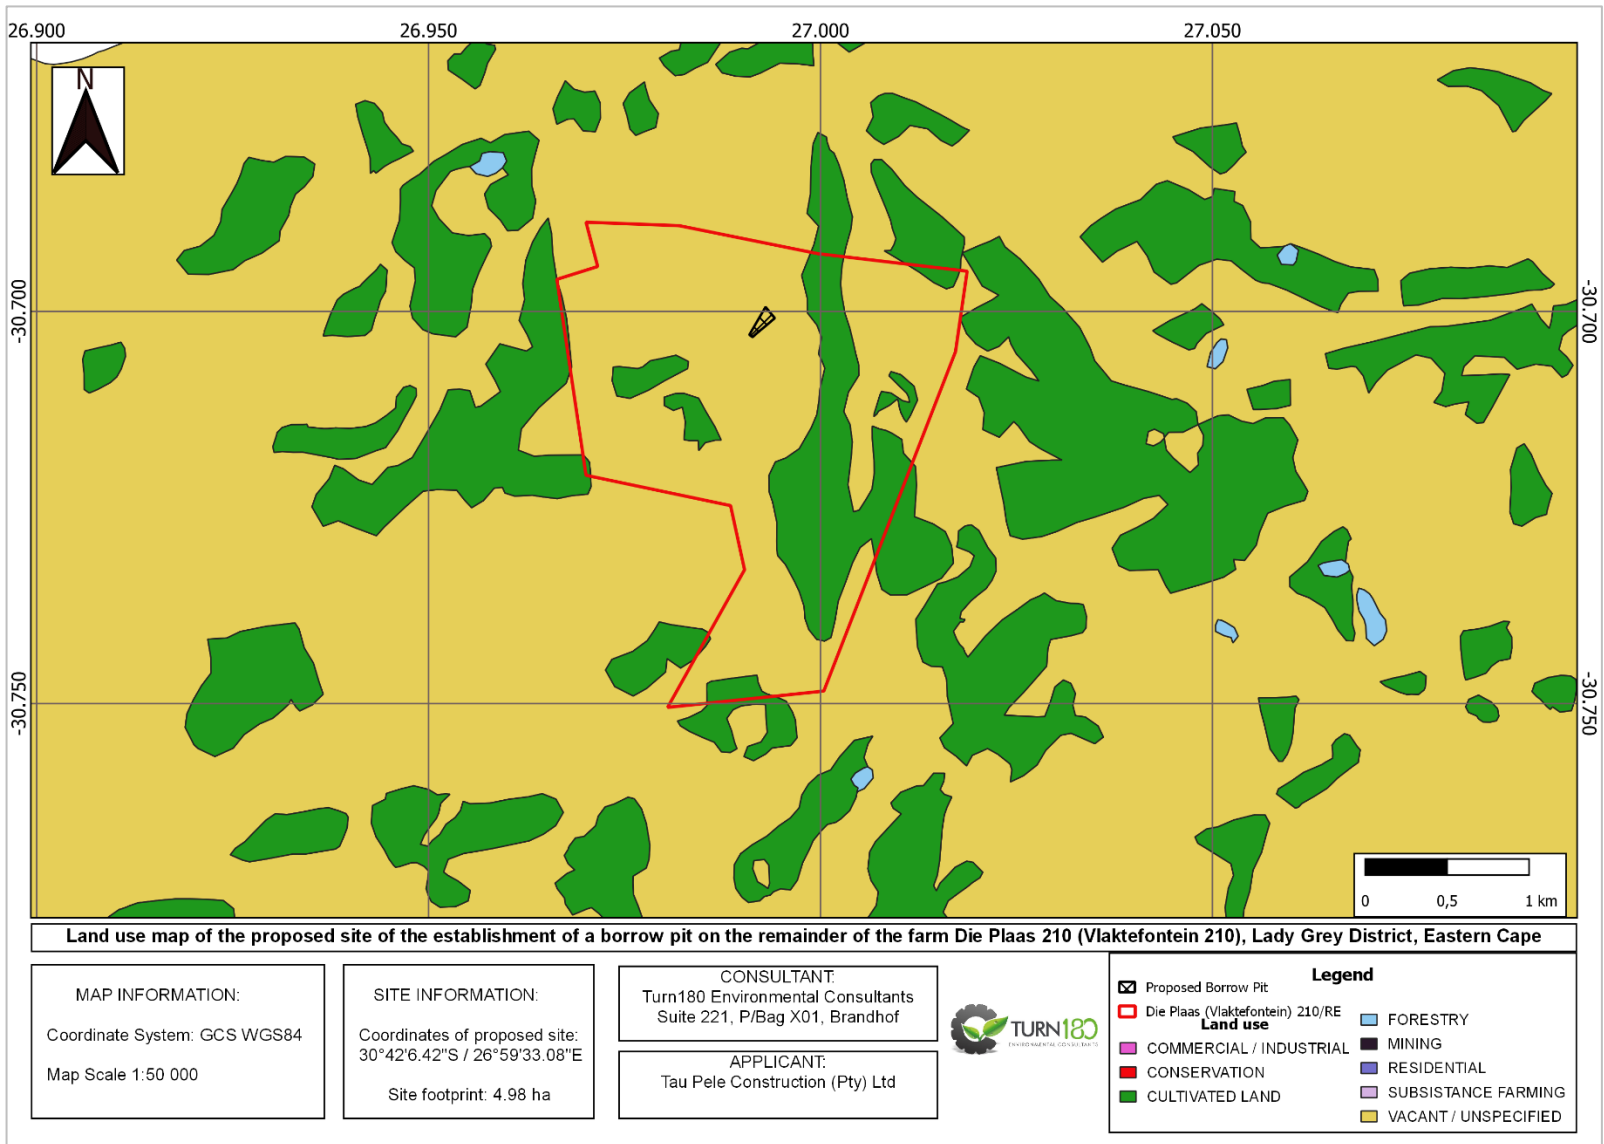 26.900
26.950
27.000
27.050
N
-30.700
-30.700
-30.750
-30.750
0 0,5 1 km
Land use map of the proposed site of the establishment of a borrow pit on the remainder of the farm Die Plaas 210 (Vlaktefontein 210), Lady Grey District, Eastern Cape
MAP INFORMATION:
Coordinate System: GCS WGS84
Map Scale 1:50 000
SITE INFORMATION:
Coordinates of proposed site:
30°42'6.42"S / 26°59'33.08"E
Site footprint: 4.98 ha
CONSULTANT:
Turn180 Environmental Consultants
Suite 221, P/Bag X01, Brandhof
APPLICANT:
Tau Pele Construction (Pty) Ltd
TURN180
ENVIRONMENTAL CONSULTANTS
Legend
Proposed Borrow Pit
Die Plaas (Vlaktefontein) 210/RE
Land use
COMMERCIAL / INDUSTRIAL
CONSERVATION
CULTIVATED LAND
FORESTRY
MINING
RESIDENTIAL
SUBSISTANCE FARMING
VACANT / UNSPECIFIED